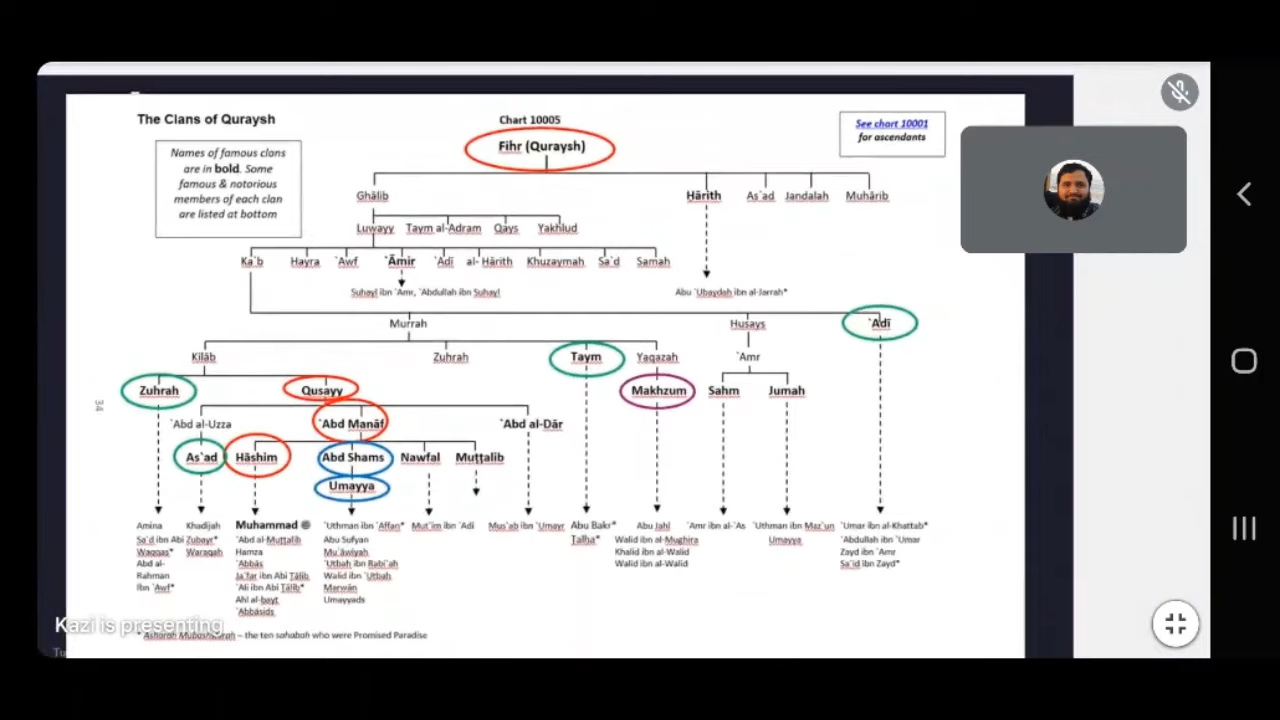 The Clans of Quraysh
Chart 10005
See chart 10001
for ascendants
Names of famous clans
are in bold. Some
famous & notorious
members of each clan
are listed at bottom
Fihr (Quraysh)
Ghālib
Hārith
As`ad
Jandalah
Muhārib
Luwayy
Taym al-Adram
Qays
Yakhlud
Ka`b
Hayra
`Awf
`Āmir
`Adī
al- Hārith
Khuzaymah
Sa`d
Samah
Suhayl ibn `Amr, `Abdullah ibn Suhayl
Abu `Ubaydah ibn al-Jarrah*
Murrah
Husays
`Adī
Kilāb
Zuhrah
Taym
Yaqazah
`Amr
Zuhrah
Qusayy
Makhzum
Sahm
Jumah
34
`Abd al-Uzza
`Abd Manāf
`Abd al-Dār
As`ad
Hāshim
Abd Shams
Nawfal
Muṭṭalib
Umayya
Amina
Sa`d ibn Abi
Waqqas*
Abd al-
Rahman
Ibn `Awf*
Khadijah
Zubayr*
Waraqah
Muhammad
`Abd al-Muṭṭalib
Hamza
`Abbās
Ja`far ibn Abi Ṭālib
`Ali ibn Abi Ṭālib*
Ahl al-bayt
`Abbāsids
`Uthman ibn `Affan*
Abu Sufyan
Mu`āwiyah
`Utbah ibn Rabi`ah
Walid ibn `Utbah
Marwān
Umayyads
Mut`im ibn `Adi
Mus`ab ibn `Umayr
Abu Bakr*
Talha*
Abu Jahl
Walid ibn al-Mughira
Khalid ibn al-Walid
Walid ibn al-Walid
`Amr ibn al-`As
`Uthman ibn Maz`un
Umayya
`Umar ibn al-Khattab*
`Abdullah ibn `Umar
Zayd ibn `Amr
Sa`id ibn Zayd*
Kazi is presenting
* Asharah Mubashsharah – the ten sahabah who were Promised Paradise
Tu